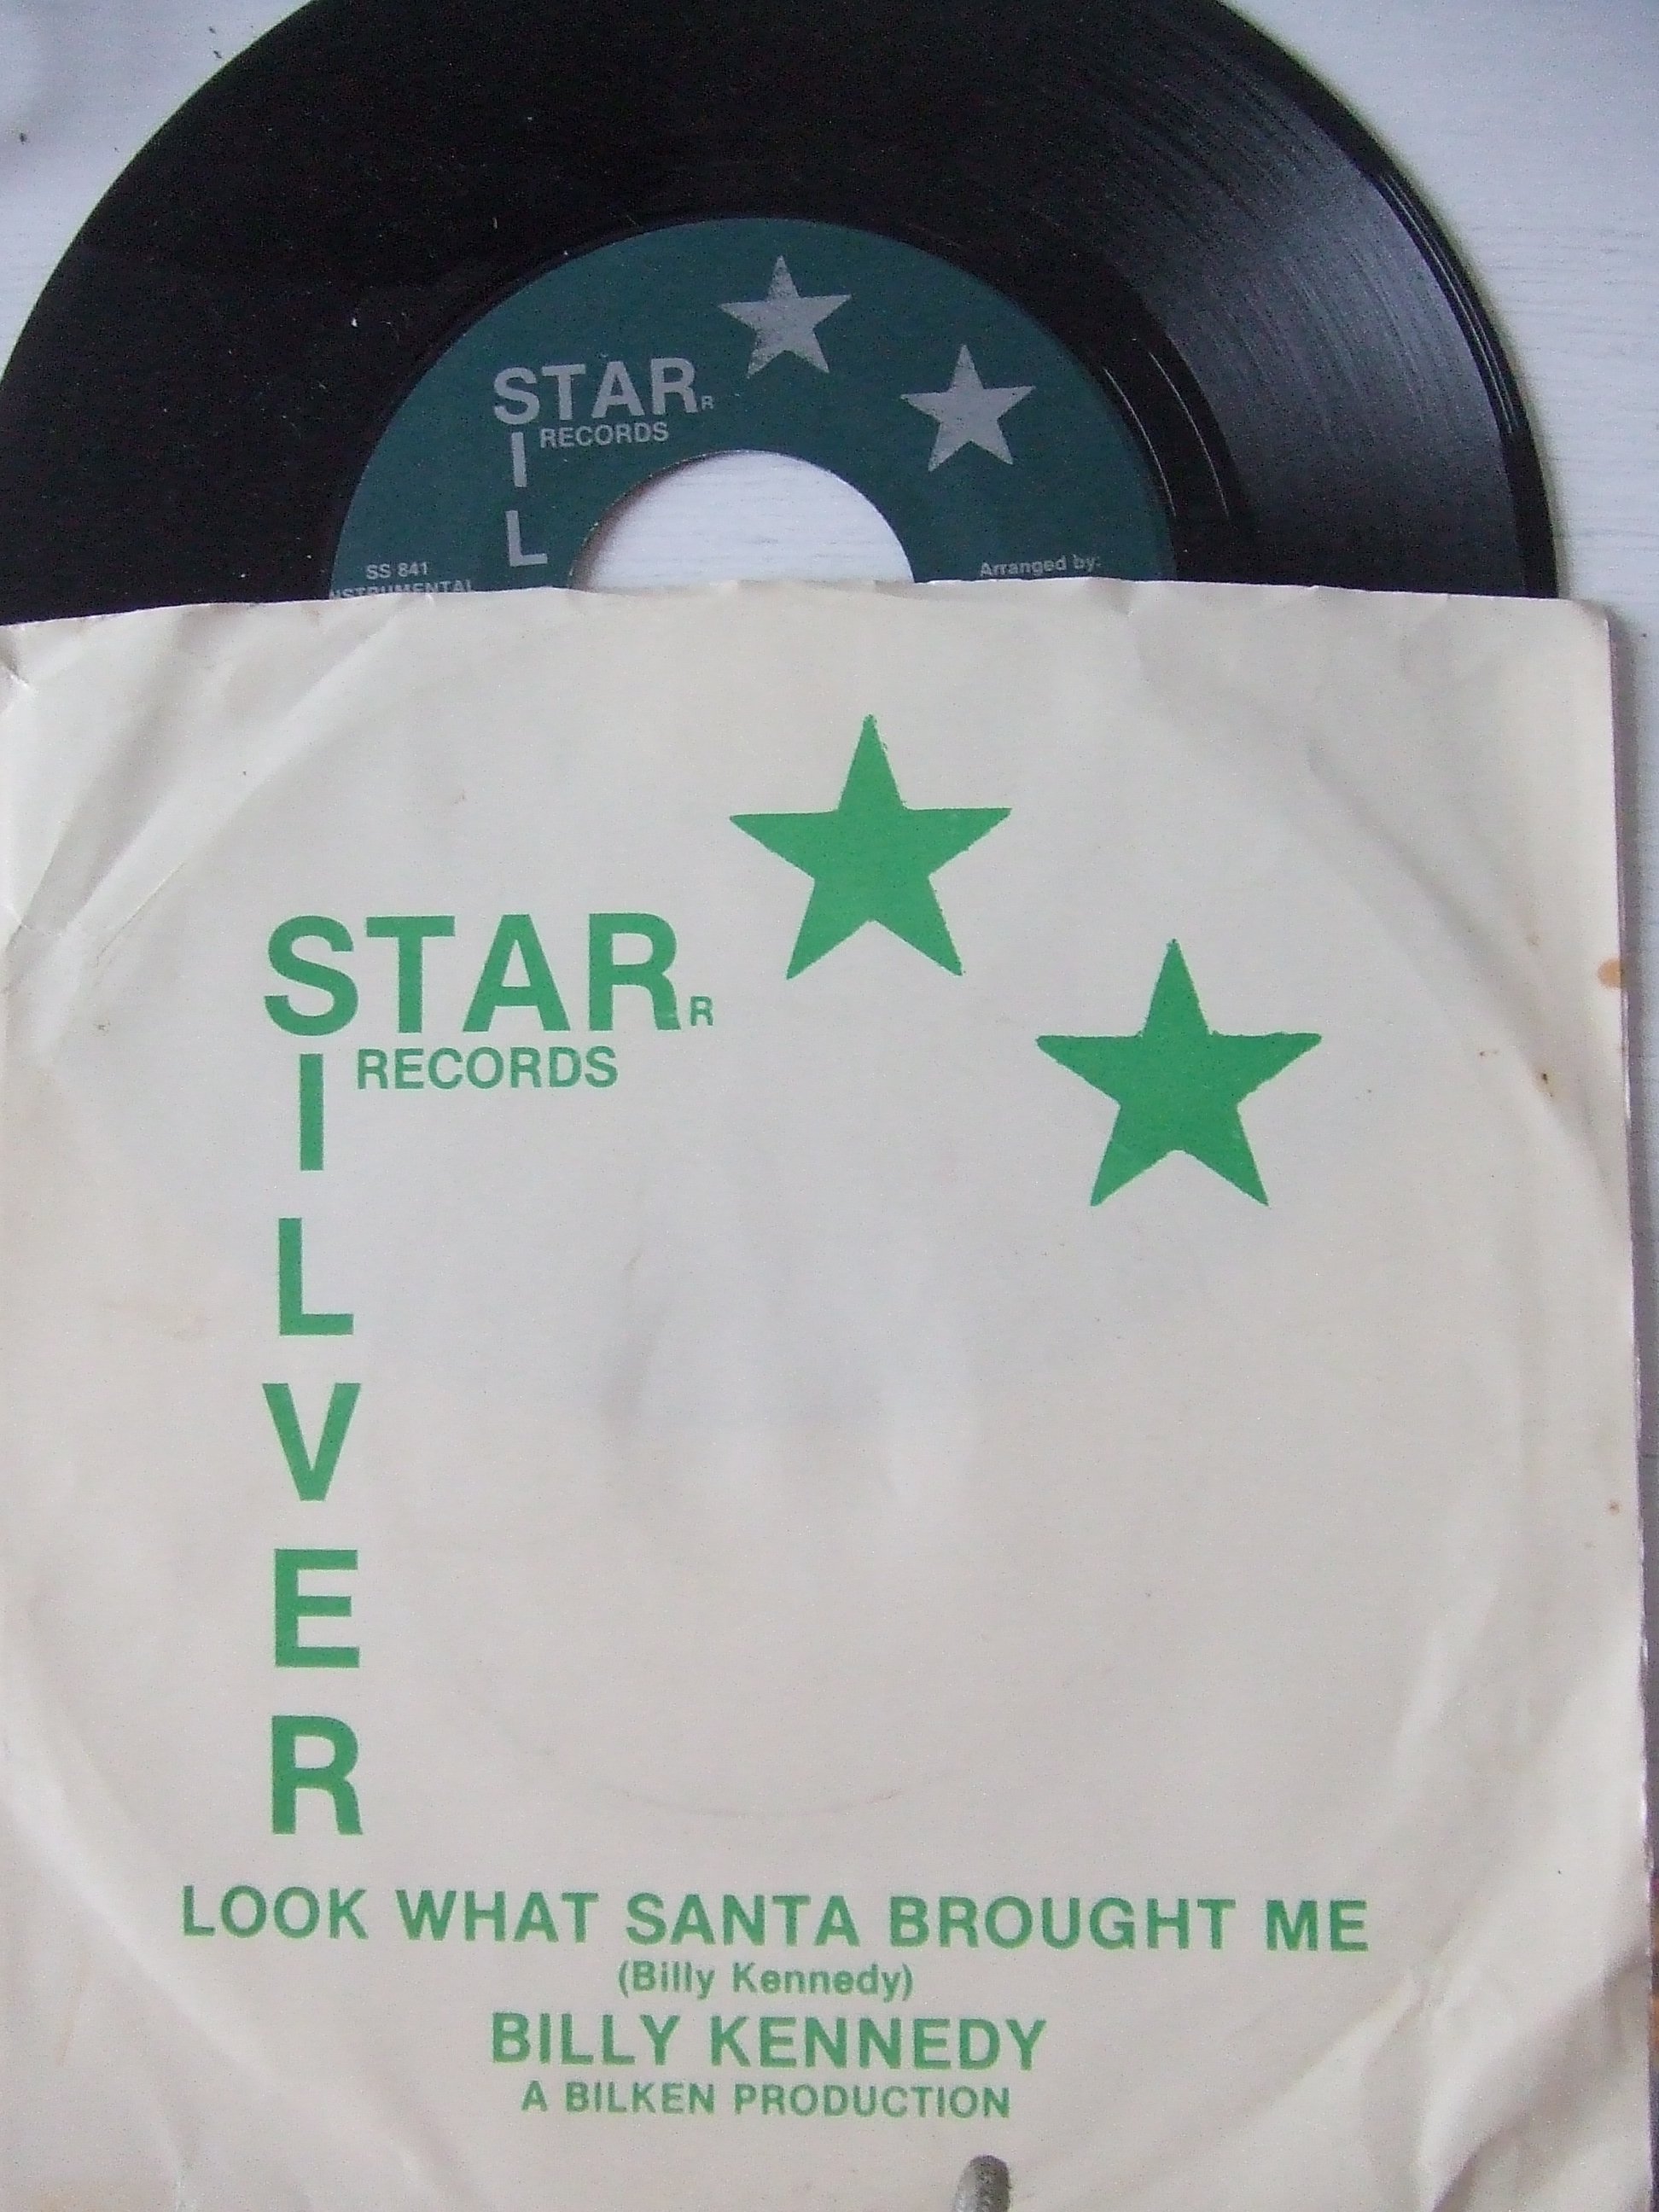 STAR R
RECORDS
I
L
SS 841
INSTRUMENTAL
Arranged by:
STAR R
RECORDS
I
L
V
E
R
LOOK WHAT SANTA BROUGHT ME
(Billy Kennedy)
BILLY KENNEDY
A BILKEN PRODUCTION